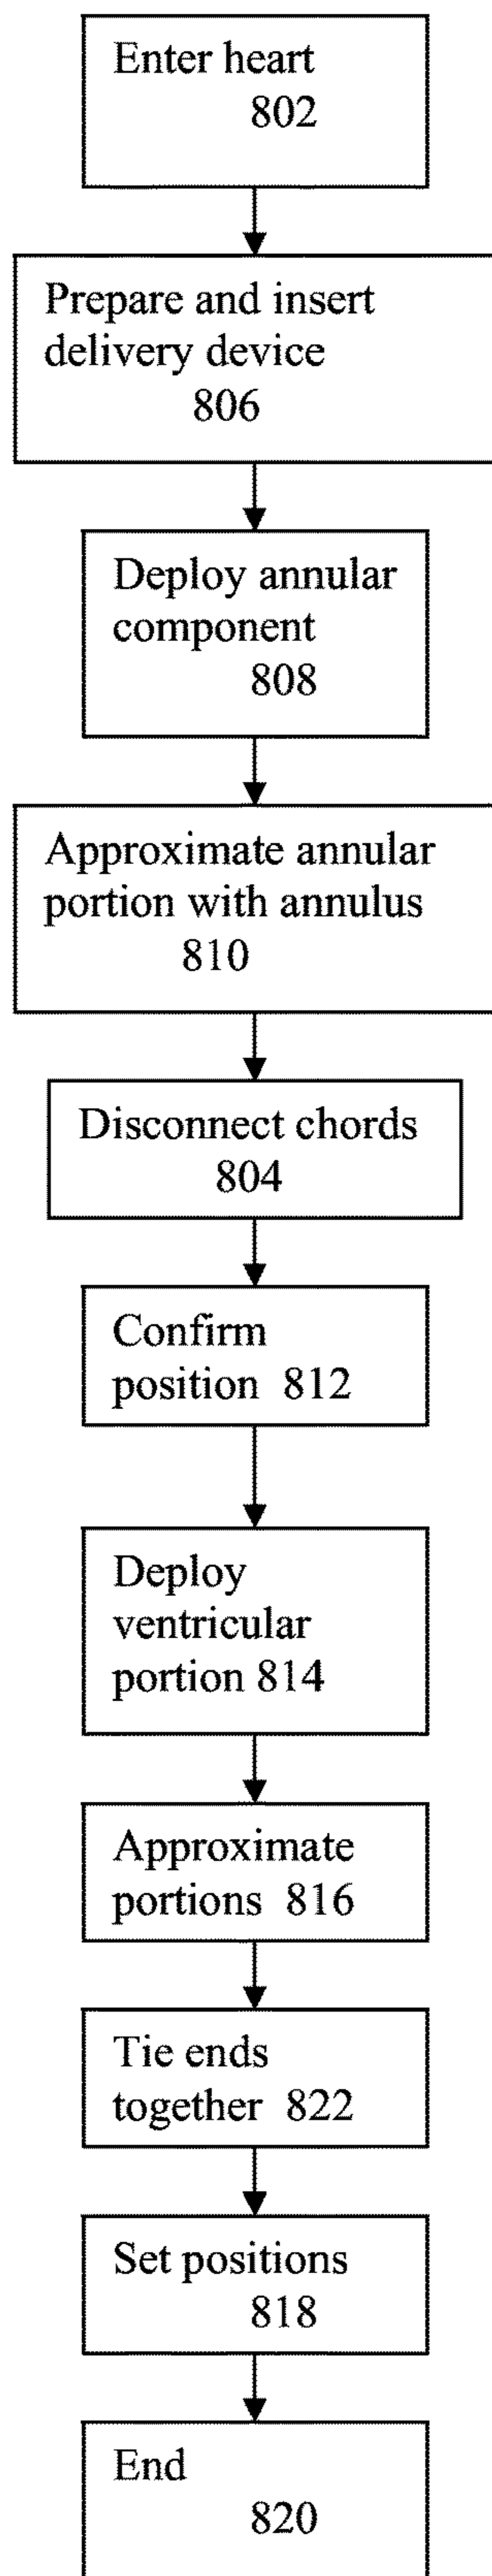 Enter heart
802
Prepare and insert
delivery device
806
Deploy annular
component
808
Approximate annular
portion with annulus
810
Disconnect chords
804
Confirm
position 812
Deploy
ventricular
portion 814
Approximate
portions 816
Tie ends
together 822
Set positions
818
End
820